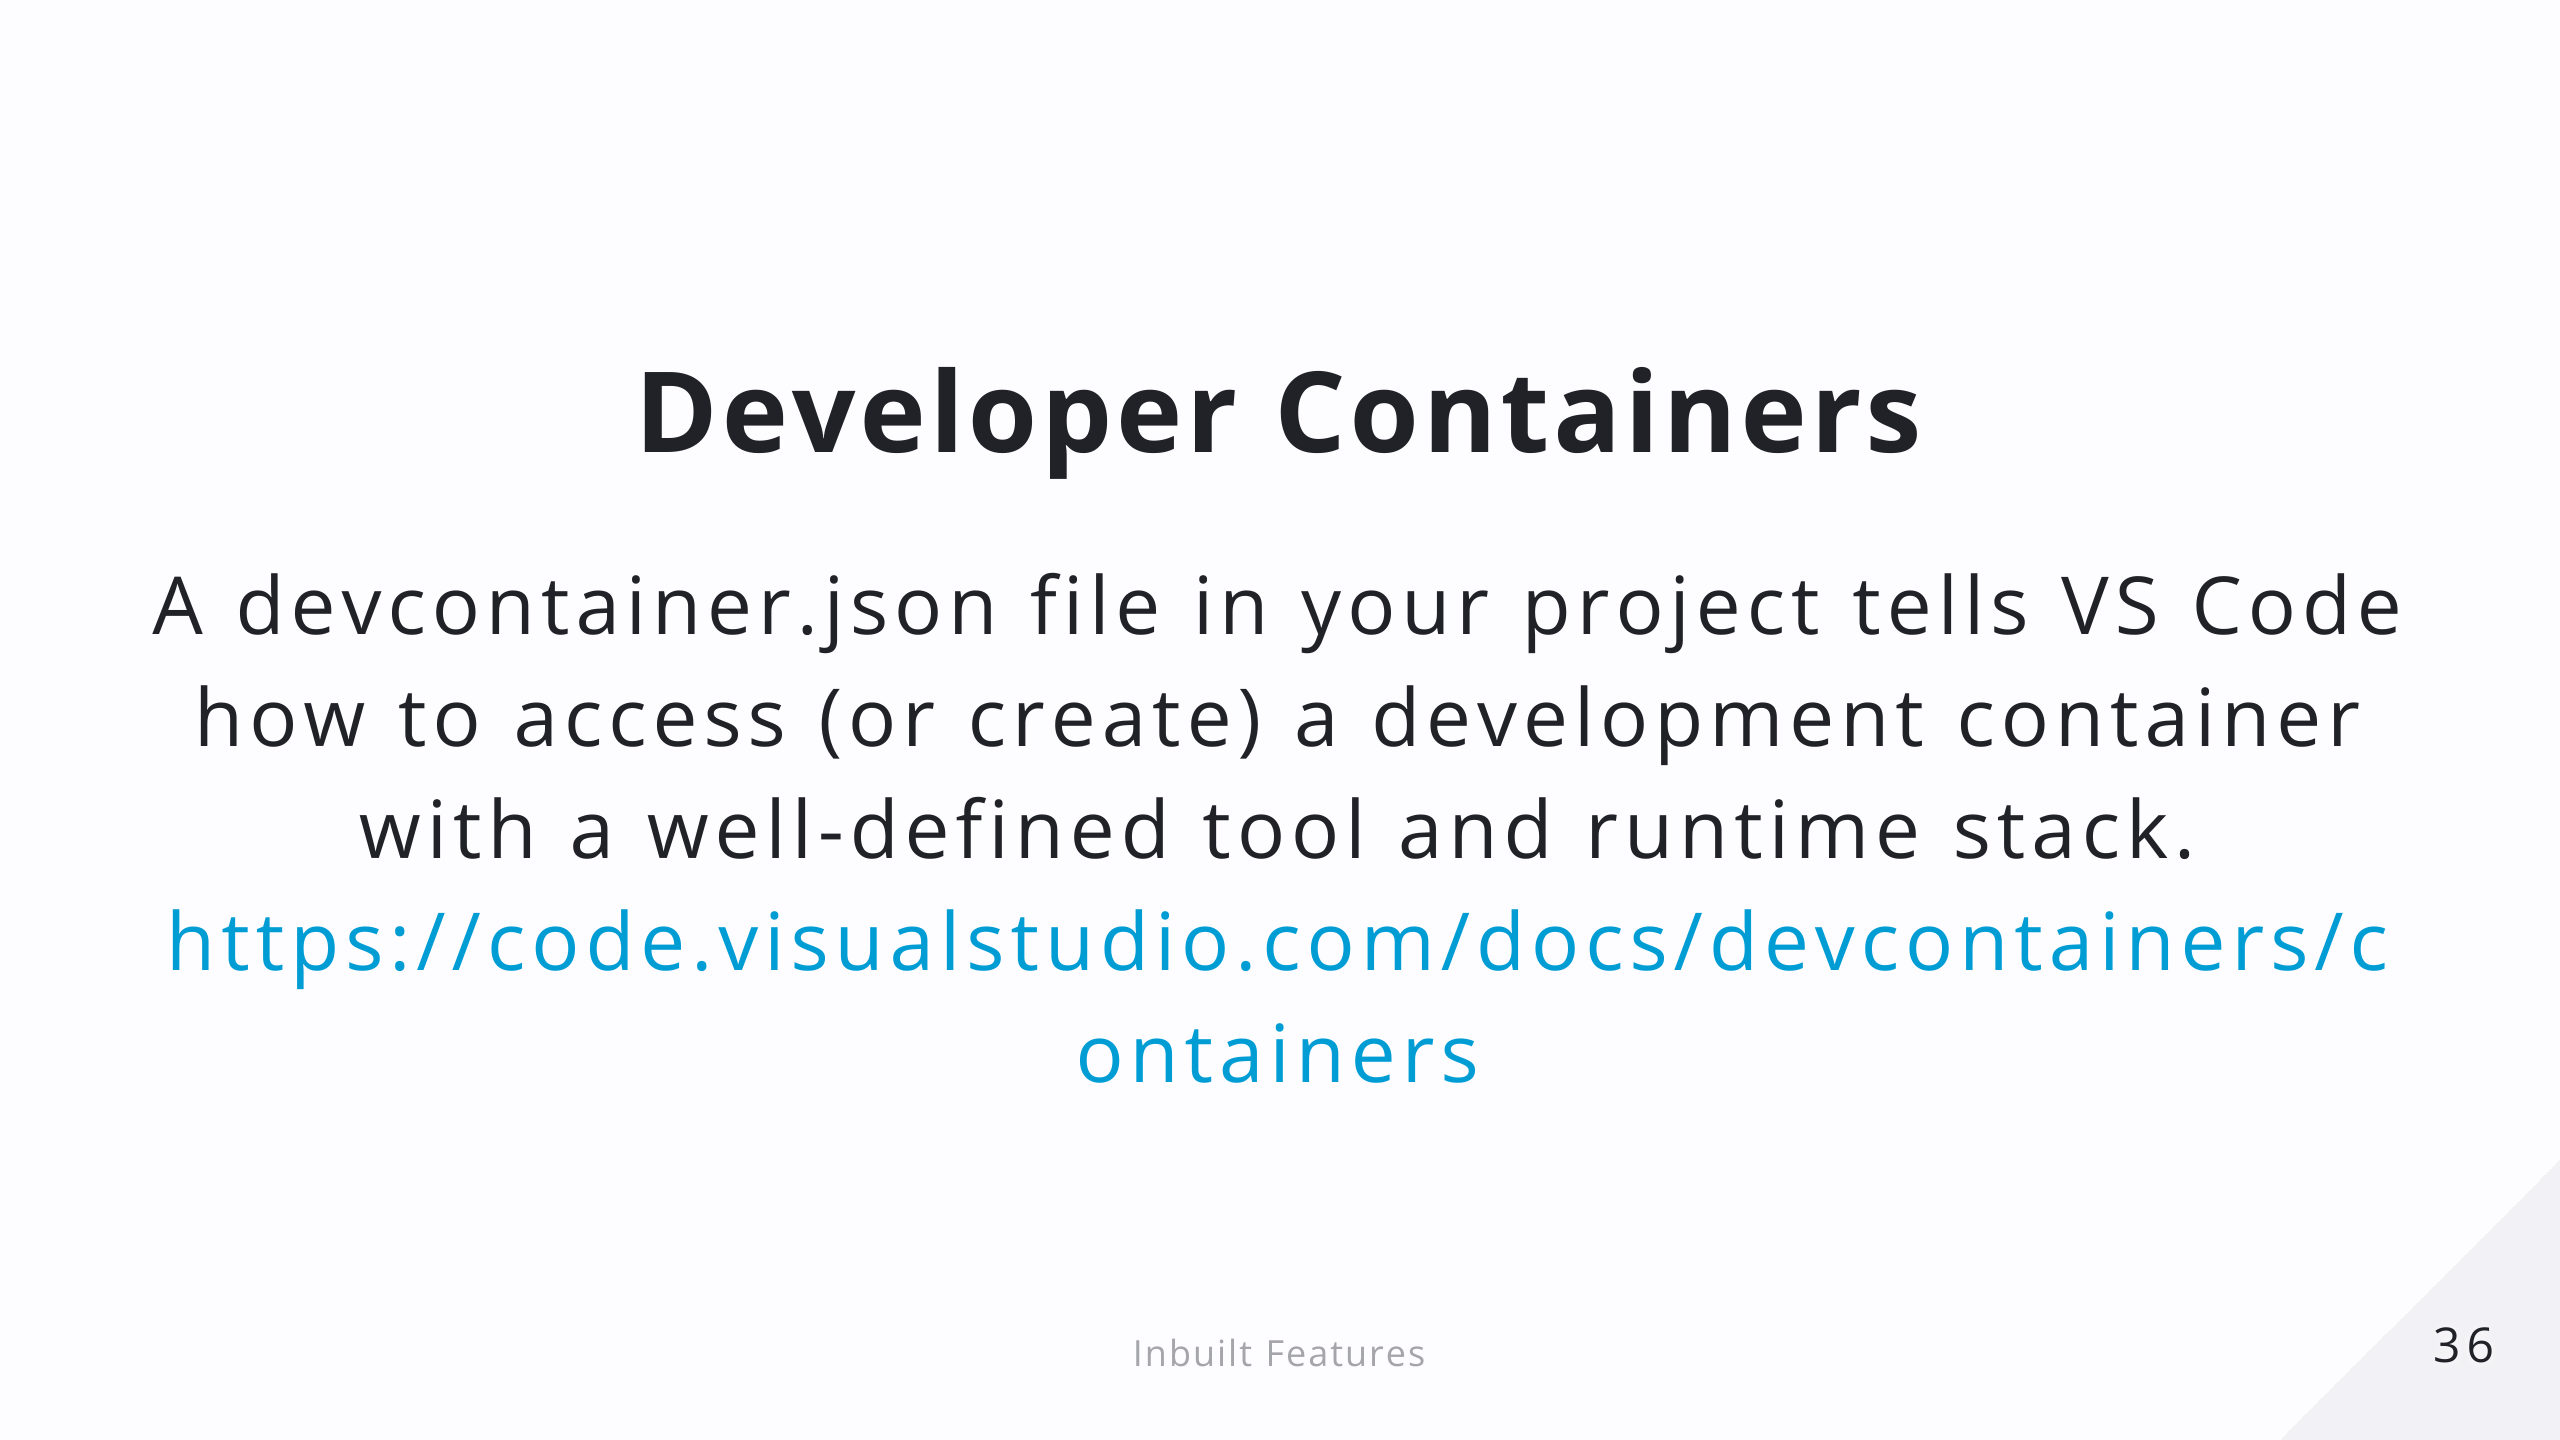 Developer Containers
A devcontainer.json file in your project tells VS Code
how to access (or create) a development container
with a well-defined tool and runtime stack.
https://code.visualstudio.com/docs/devcontainers/c
ontainers
Inbuilt Features
36